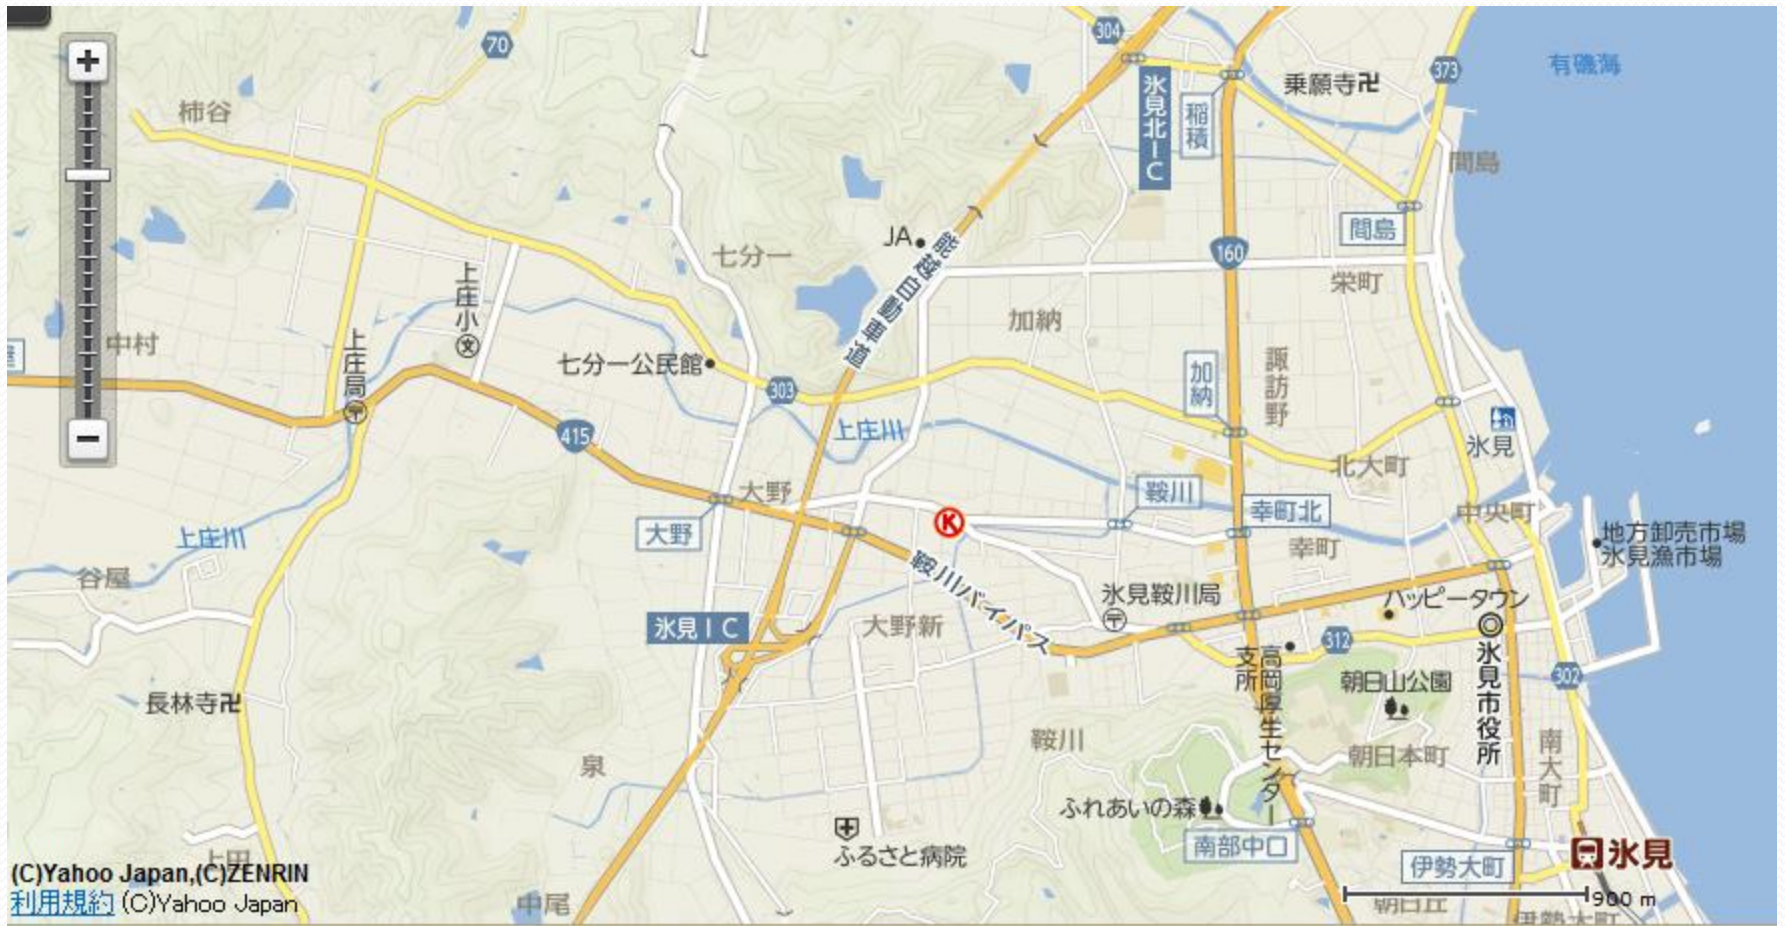 304
70
373
有磯海
乗願寺卍
氷見北IC
稲積
柿谷
間島
間島
JA
能越自動車道
七分一
160
栄町
上庄小
文
加納
中村
上庄局
七分一公民館
303
加納
諏訪野
415
上庄川
氷見
北大町
大野
鞍川
幸町北
中央町
K
大野
上庄川
地方卸売市場
氷見漁市場
幸町
谷屋
鞍川バイパス
氷見鞍川局
ハッピータウン
氷見IC
大野新
312
氷見市役所
高岡厚生センター
支所
朝日山公園
302
長林寺卍
鞍川
南大町
朝日本町
泉
ふれあいの森
南部中口
ふるさと病院
上田
伊勢大町
氷見
(C)Yahoo Japan,(C)ZENRIN
利用規約 (C)Yahoo Japan
中尾
900 m
朝日丘
伊勢大町